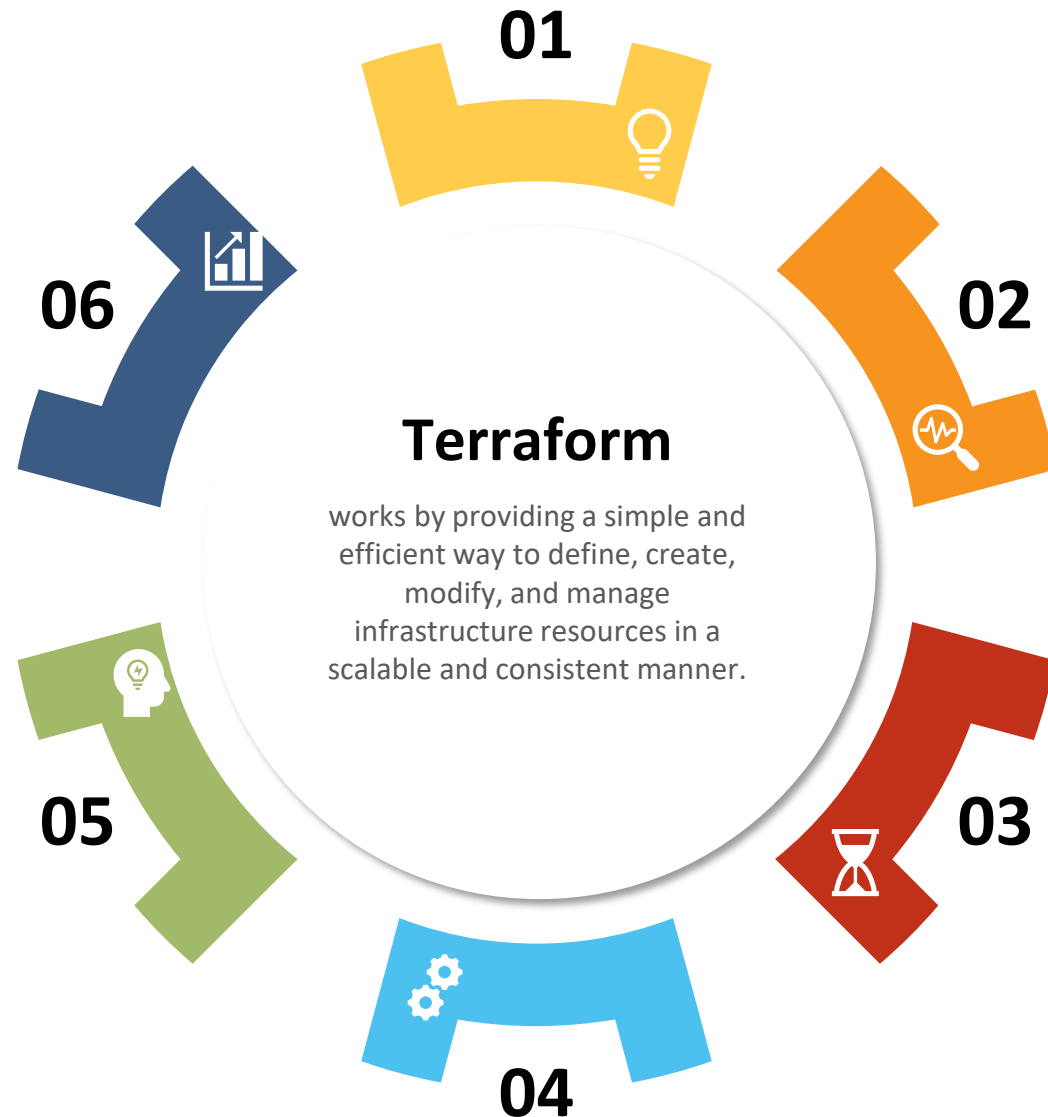 01
06
02
Terraform
works by providing a simple and
efficient way to define, create,
modify, and manage
infrastructure resources in a
scalable and consistent manner.
05
03
04